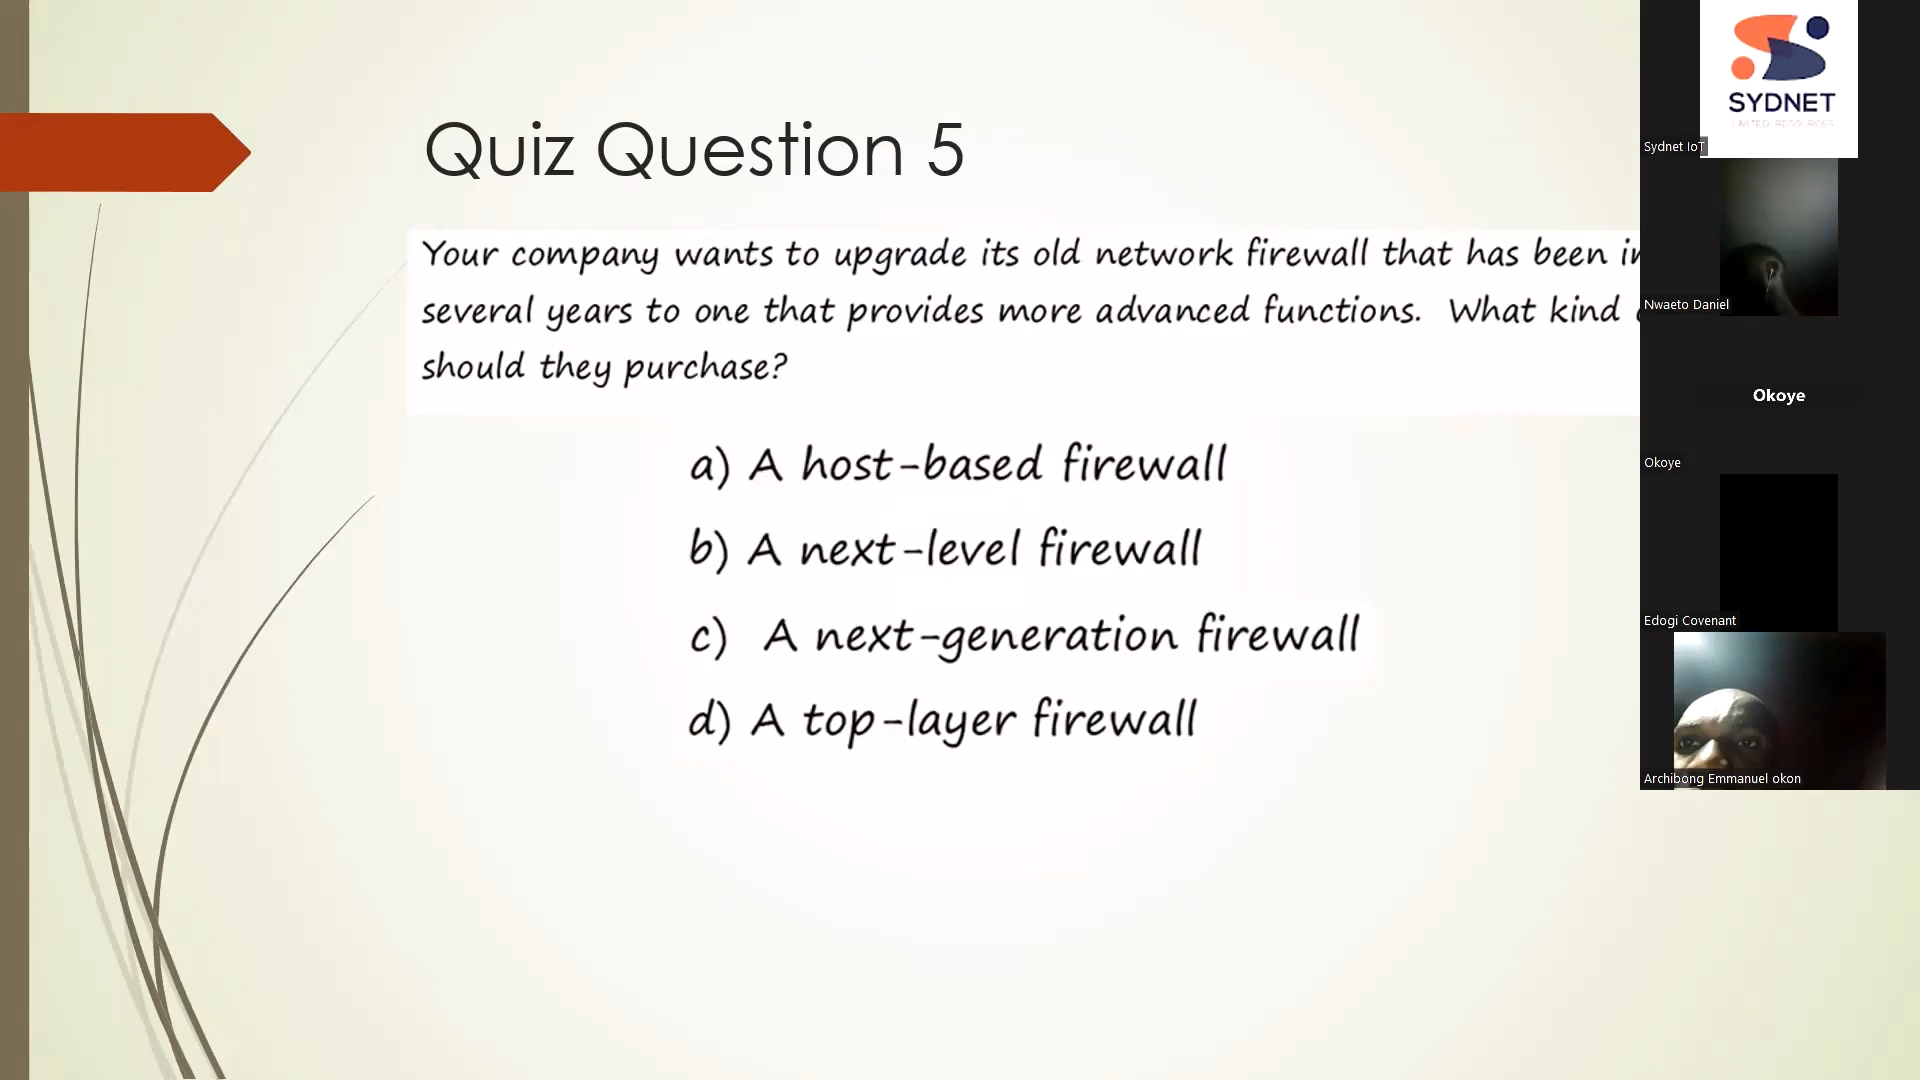 Quiz Question 5
Your company wants to upgrade its old network firewall that has been
several years to one that provides more advanced functions. What kind
should they purchase?
a) A host-based firewall
b) A next-level firewall
c) A next-generation firewall
d) A top-layer firewall
SYDNET
LIMITED RESOURCES
Sydnet IoT
Nwaeto Daniel
Okoye
Okoye
Edogi Covenant
Archibong Emmanuel okon